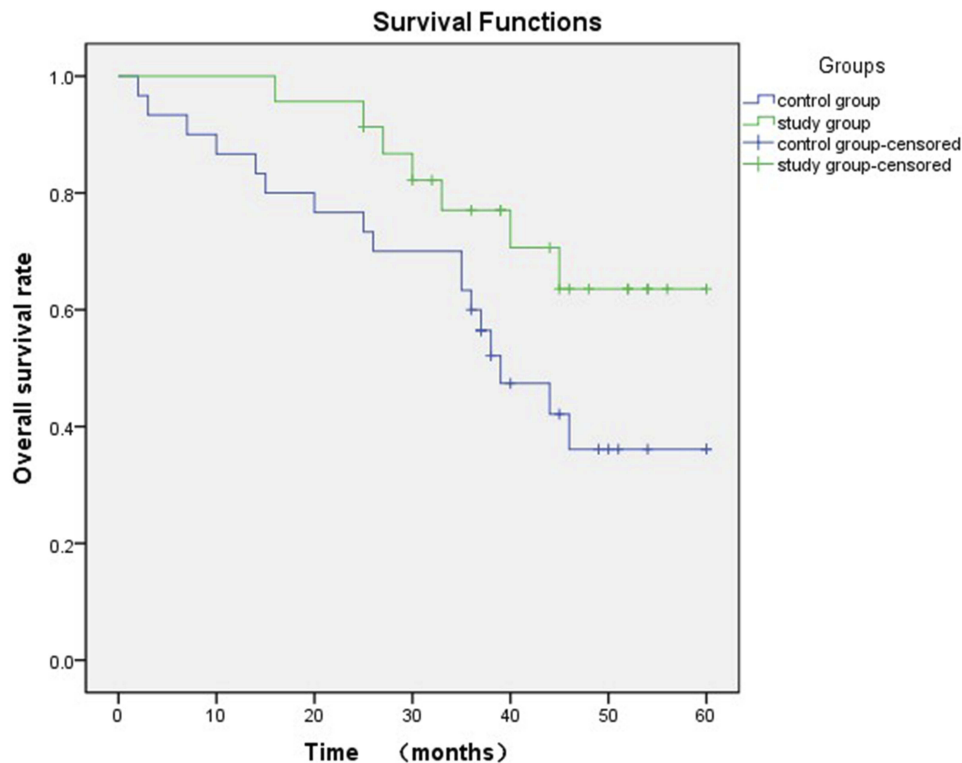 Survival Functions
Groups
control group
study group
control group-censored
study group-censored
Overall survival rate
1.0
0.8
0.6
0.4
0.2
0.0
0 10 20 30 40 50 60
Time （months）